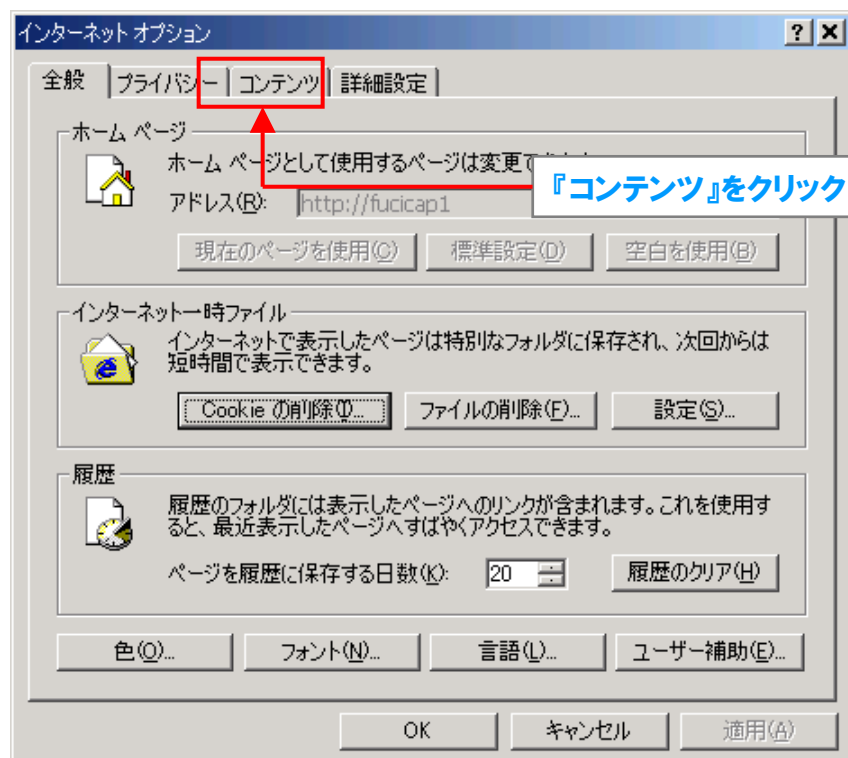 インターネット オプション
全般 プライバシー コンテンツ 詳細設定
ホーム ページ
ホーム ページとして使用するページは変更で
『コンテンツ』をクリック
アドレス(R): http://fucicap1
現在のページを使用(C) 標準設定(D) 空白を使用(B)
インターネット一時ファイル
インターネットで表示したページは特別なフォルダに保存され、次回からは
短時間で表示できます。
Cookie の削除(I)... ファイルの削除(F)... 設定(S)...
履歴
履歴のフォルダには表示したページへのリンクが含まれます。これを使用す
ると、最近表示したページへすばやくアクセスできます。
ページを履歴に保存する日数(K): 20 履歴のクリア(H)
色(O)... フォント(N)... 言語(L)... ユーザー補助(E)...
OK キャンセル 適用(A)